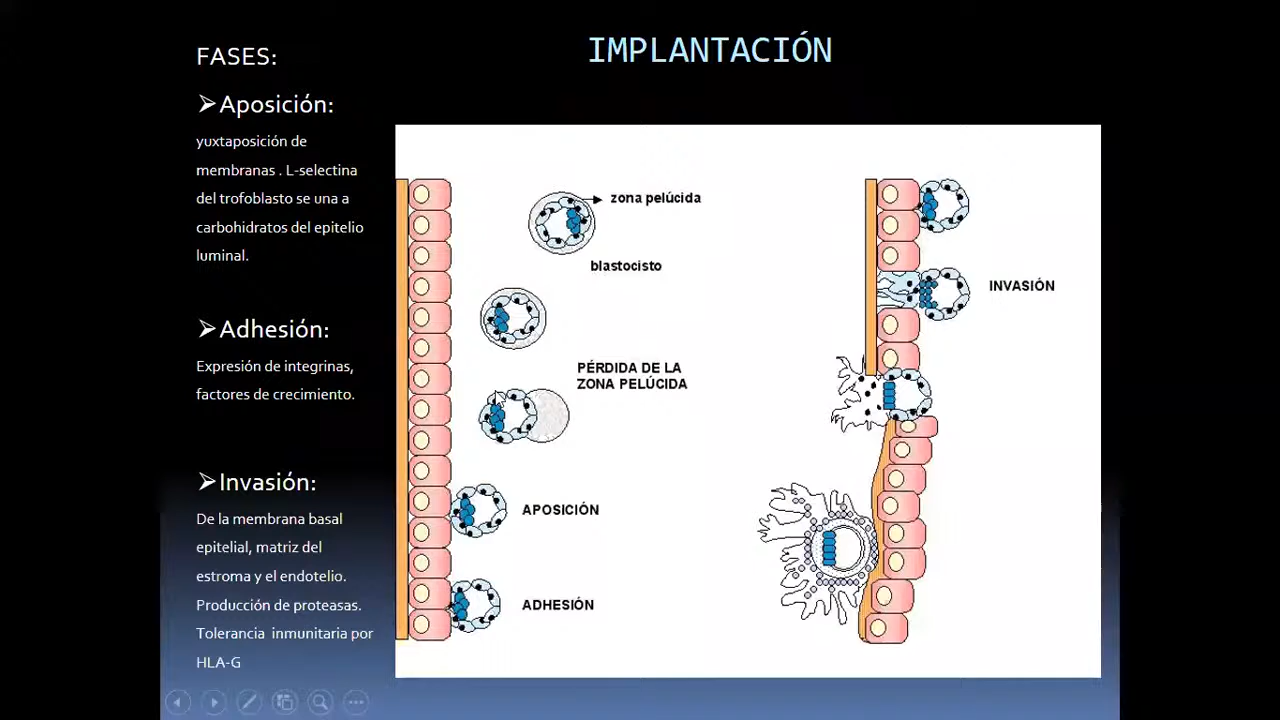 IMPLANTACIÓN
FASES:
➢Aposición:
yuxtaposición de
membranas . L-selectina
del trofoblasto se una a
carbohidratos del epitelio
luminal.
➢Adhesión:
Expresión de integrinas,
factores de crecimiento.
➢Invasión:
De la membrana basal
epitelial, matriz del
estroma y el endotelio.
Producción de proteasas.
Tolerancia inmunitaria por
HLA-G
zona pelúcida
blastocisto
PÉRDIDA DE LA
ZONA PELÚCIDA
APOSICIÓN
ADHESIÓN
INVASIÓN